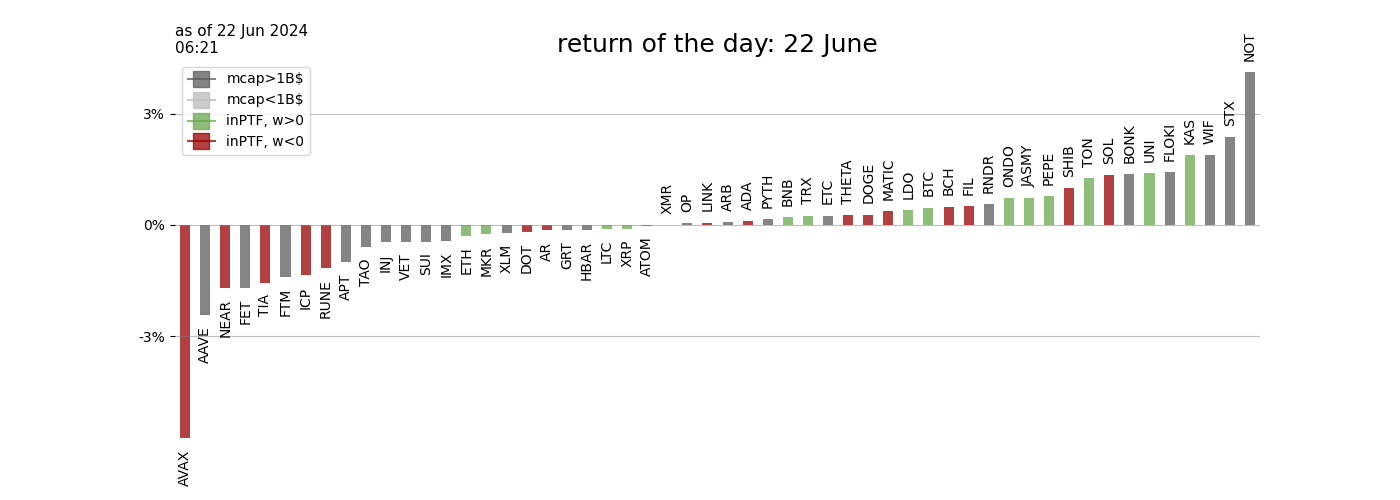 as of 22 Jun 2024
06:21
return of the day: 22 June
mcap>1B$
mcap<1B$
inPTF, w>0
inPTF, w<0
3%
0%
-3%
AVAX
AAVE
NEAR
FET
TIA
FTM
ICP
RUNE
APT
TAO
INJ
VET
SUI
IMX
ETH
MKR
XLM
DOT
AR
GRT
HBAR
LTC
XRP
ATOM
XMR
OP
LINK
ARB
ADA
PYTH
BNB
TRX
ETC
THETA
DOGE
MATIC
LDO
BTC
BCH
FIL
RNDR
ONDO
JASMY
PEPE
SHIB
TON
SOL
BONK
UNI
FLOKI
KAS
WIF
STX
NOT